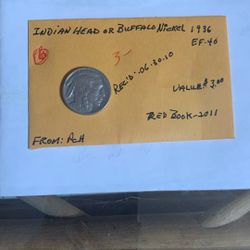 INDIAN HEAD OR BUFFALO NICKEL 1936
EF-40
3-
REC'D: 06.30.10
VALUE $ 3.00
RED BOOK-2011
FROM: ACH